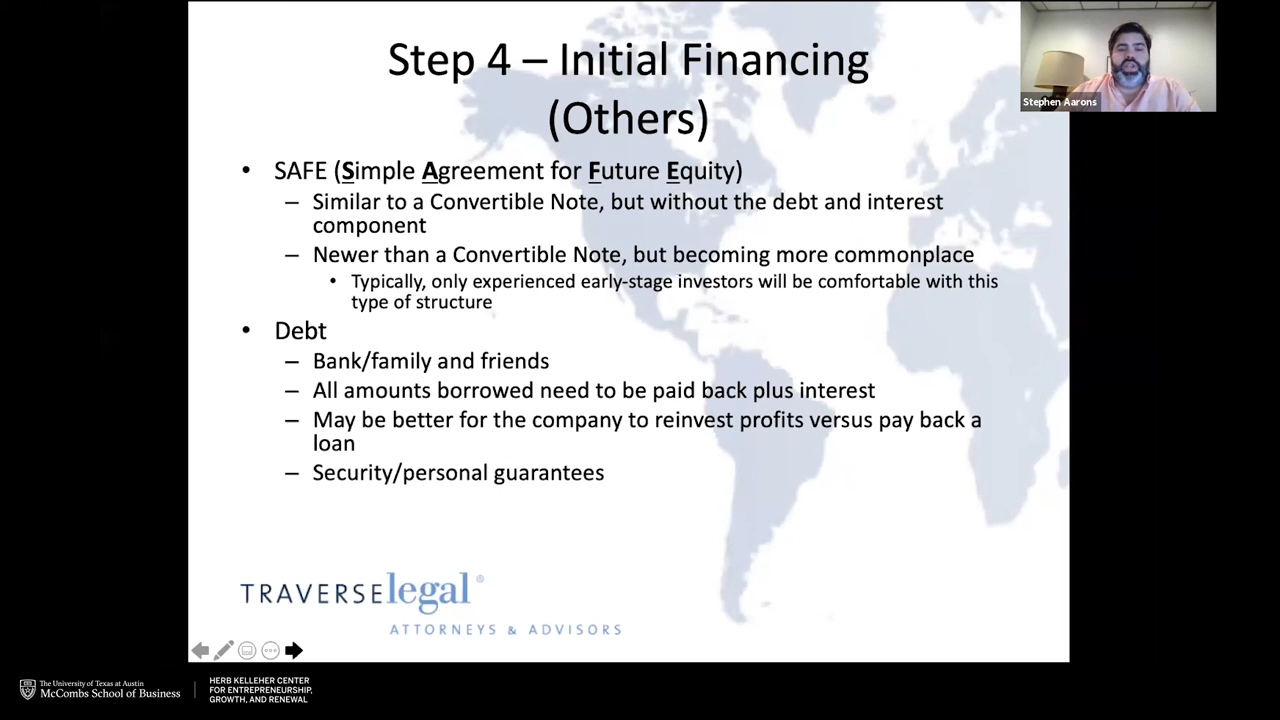 Step 4 – Initial Financing
(Others)
Stephen Aarons
• SAFE (Simple Agreement for Future Equity)
– Similar to a Convertible Note, but without the debt and interest
component
– Newer than a Convertible Note, but becoming more commonplace
• Typically, only experienced early-stage investors will be comfortable with this
type of structure
• Debt
– Bank/family and friends
– All amounts borrowed need to be paid back plus interest
– May be better for the company to reinvest profits versus pay back a
loan
– Security/personal guarantees
TRAVERSElegal®
ATTORNEYS & ADVISORS
The University of Texas at Austin
McCombs School of Business
HERB KELLEHER CENTER
FOR ENTREPRENEURSHIP,
GROWTH, AND RENEWAL